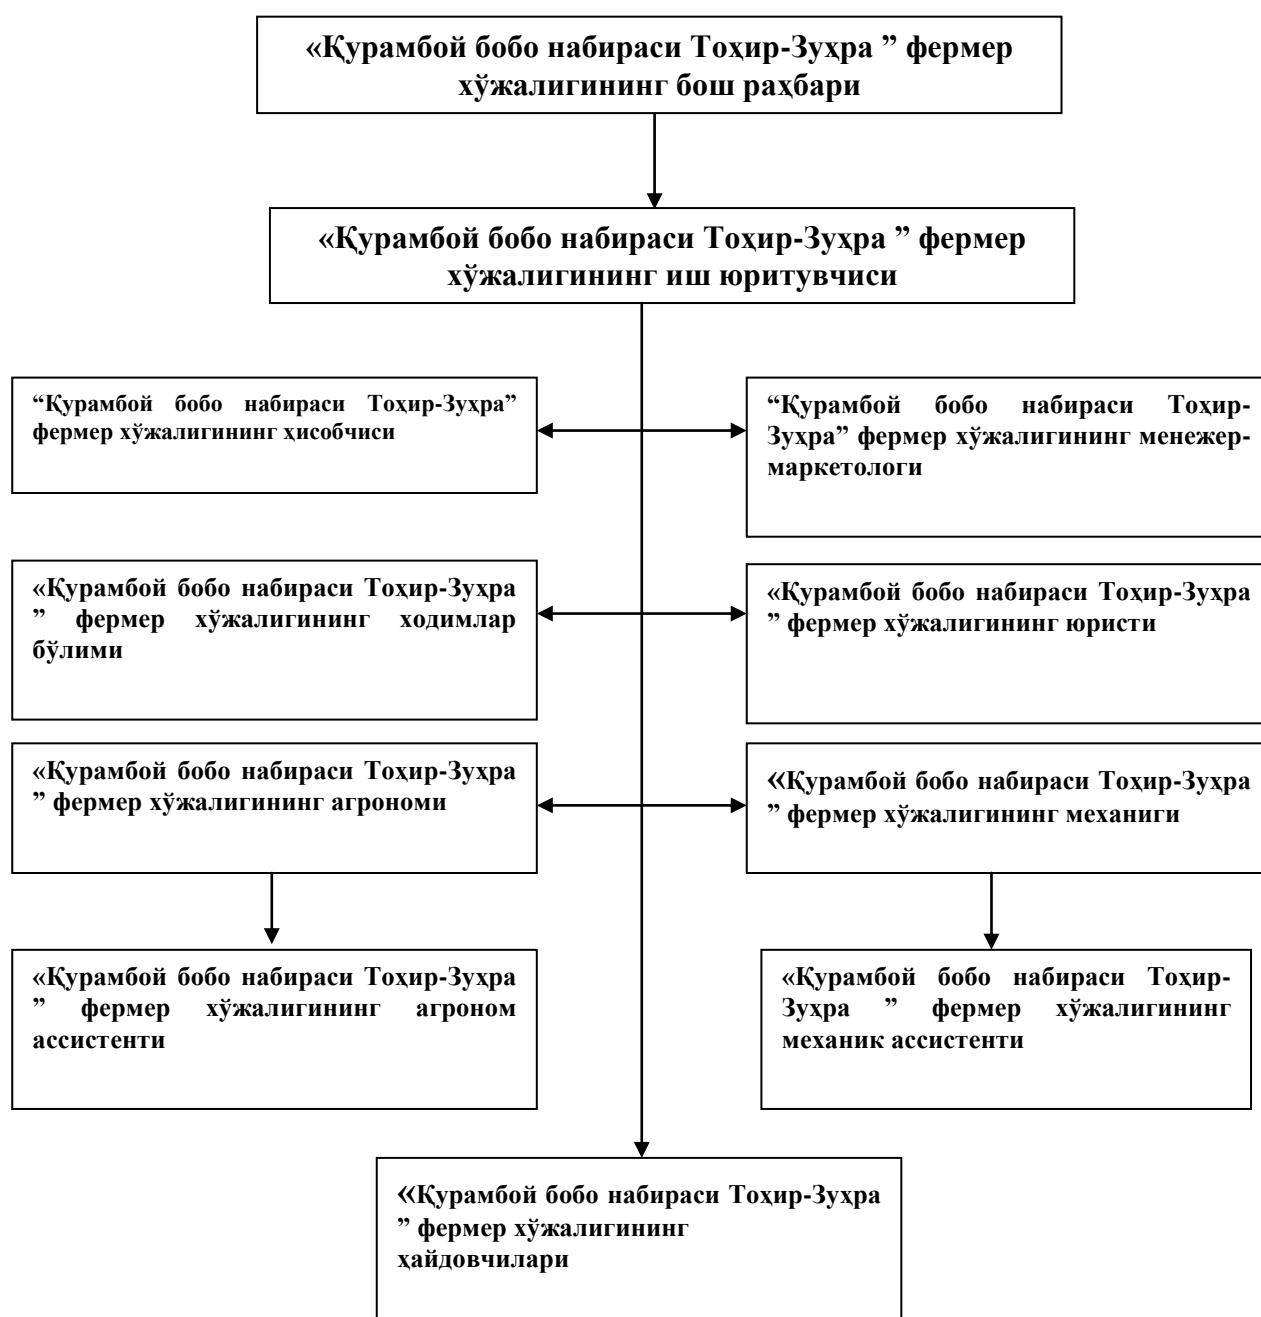 «Қурамбой бобо набираси Тоҳир-Зуҳра ” фермер
хўжалигининг бош раҳбари
«Қурамбой бобо набираси Тоҳир-Зуҳра ” фермер
хўжалигининг иш юритувчиси
“Қурамбой бобо набираси Тоҳир-Зуҳра”
фермер хўжалигининг ҳисобчиси
“Қурамбой бобо набираси Тоҳир-
Зуҳра” фермер хўжалигининг менежер-
маркетологи
«Қурамбой бобо набираси Тоҳир-Зуҳра
” фермер хўжалигининг ходимлар
бўлими
«Қурамбой бобо набираси Тоҳир-Зуҳра
” фермер хўжалигининг юристи
«Қурамбой бобо набираси Тоҳир-Зуҳра
” фермер хўжалигининг агрономи
«Қурамбой бобо набираси Тоҳир-Зуҳра
” фермер хўжалигининг механиги
«Қурамбой бобо набираси Тоҳир-Зуҳра
” фермер хўжалигининг агроном
ассистенти
«Қурамбой бобо набираси Тоҳир-
Зуҳра ” фермер хўжалигининг
механик ассистенти
«Қурамбой бобо набираси Тоҳир-Зуҳра
” фермер хўжалигининг
ҳайдовчилари